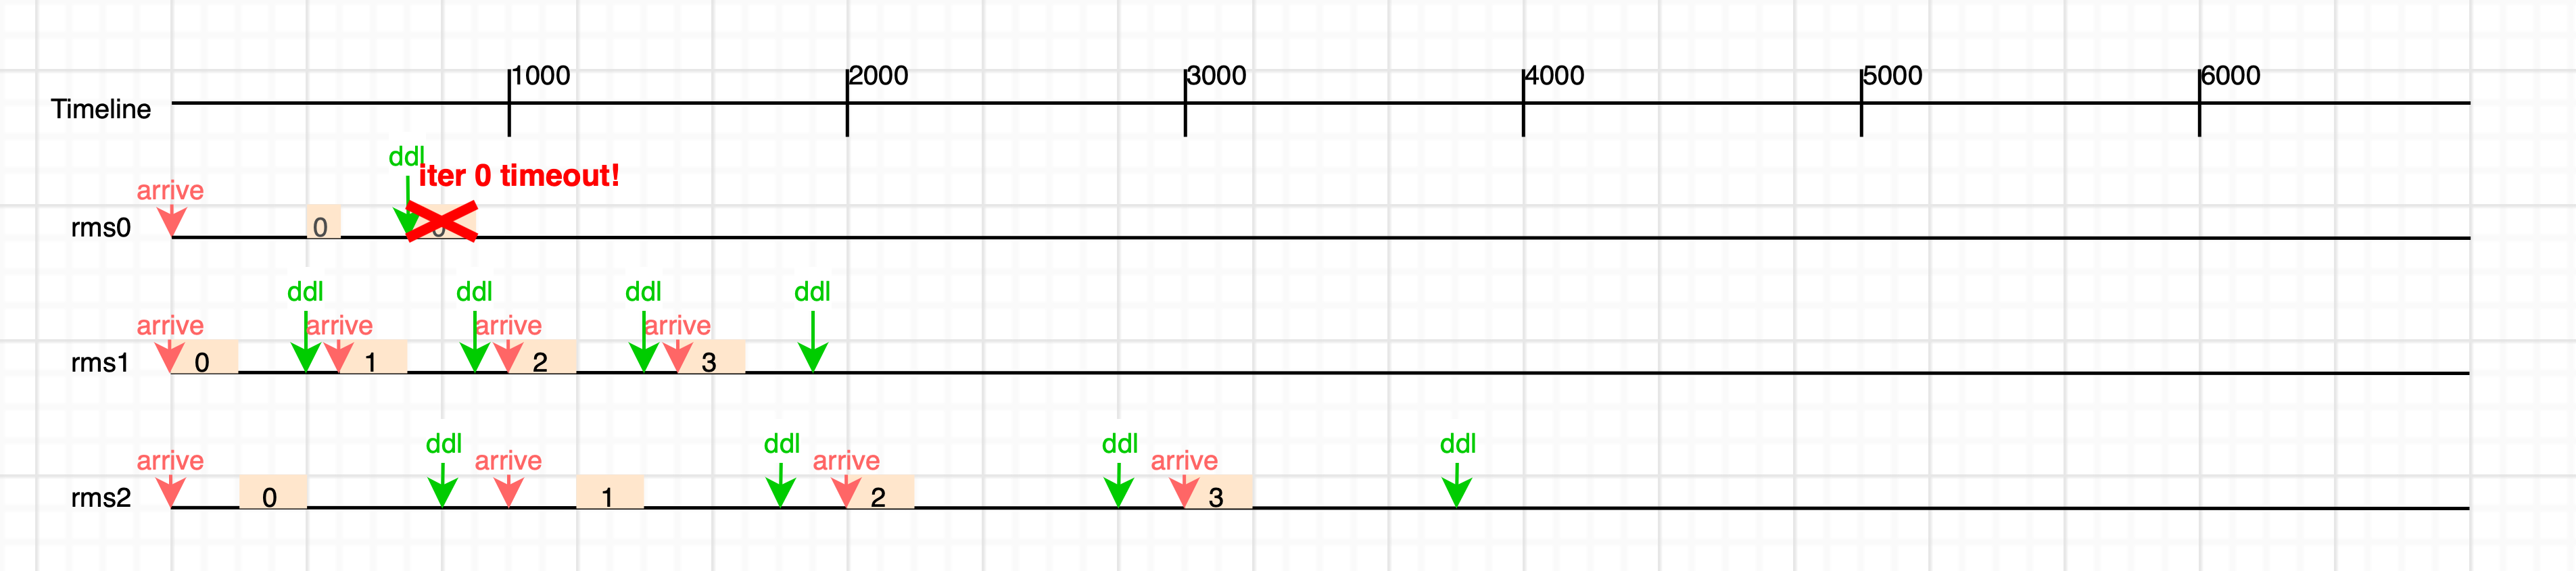 1000 2000 3000 4000 5000 6000
Timeline
ddl
iter 0 timeout!
arrive
rms0 0 0
ddl ddl ddl ddl
arrive arrive arrive arrive
rms1 0 1 2 3
ddl ddl ddl ddl
arrive arrive arrive arrive
rms2 0 1 2 3